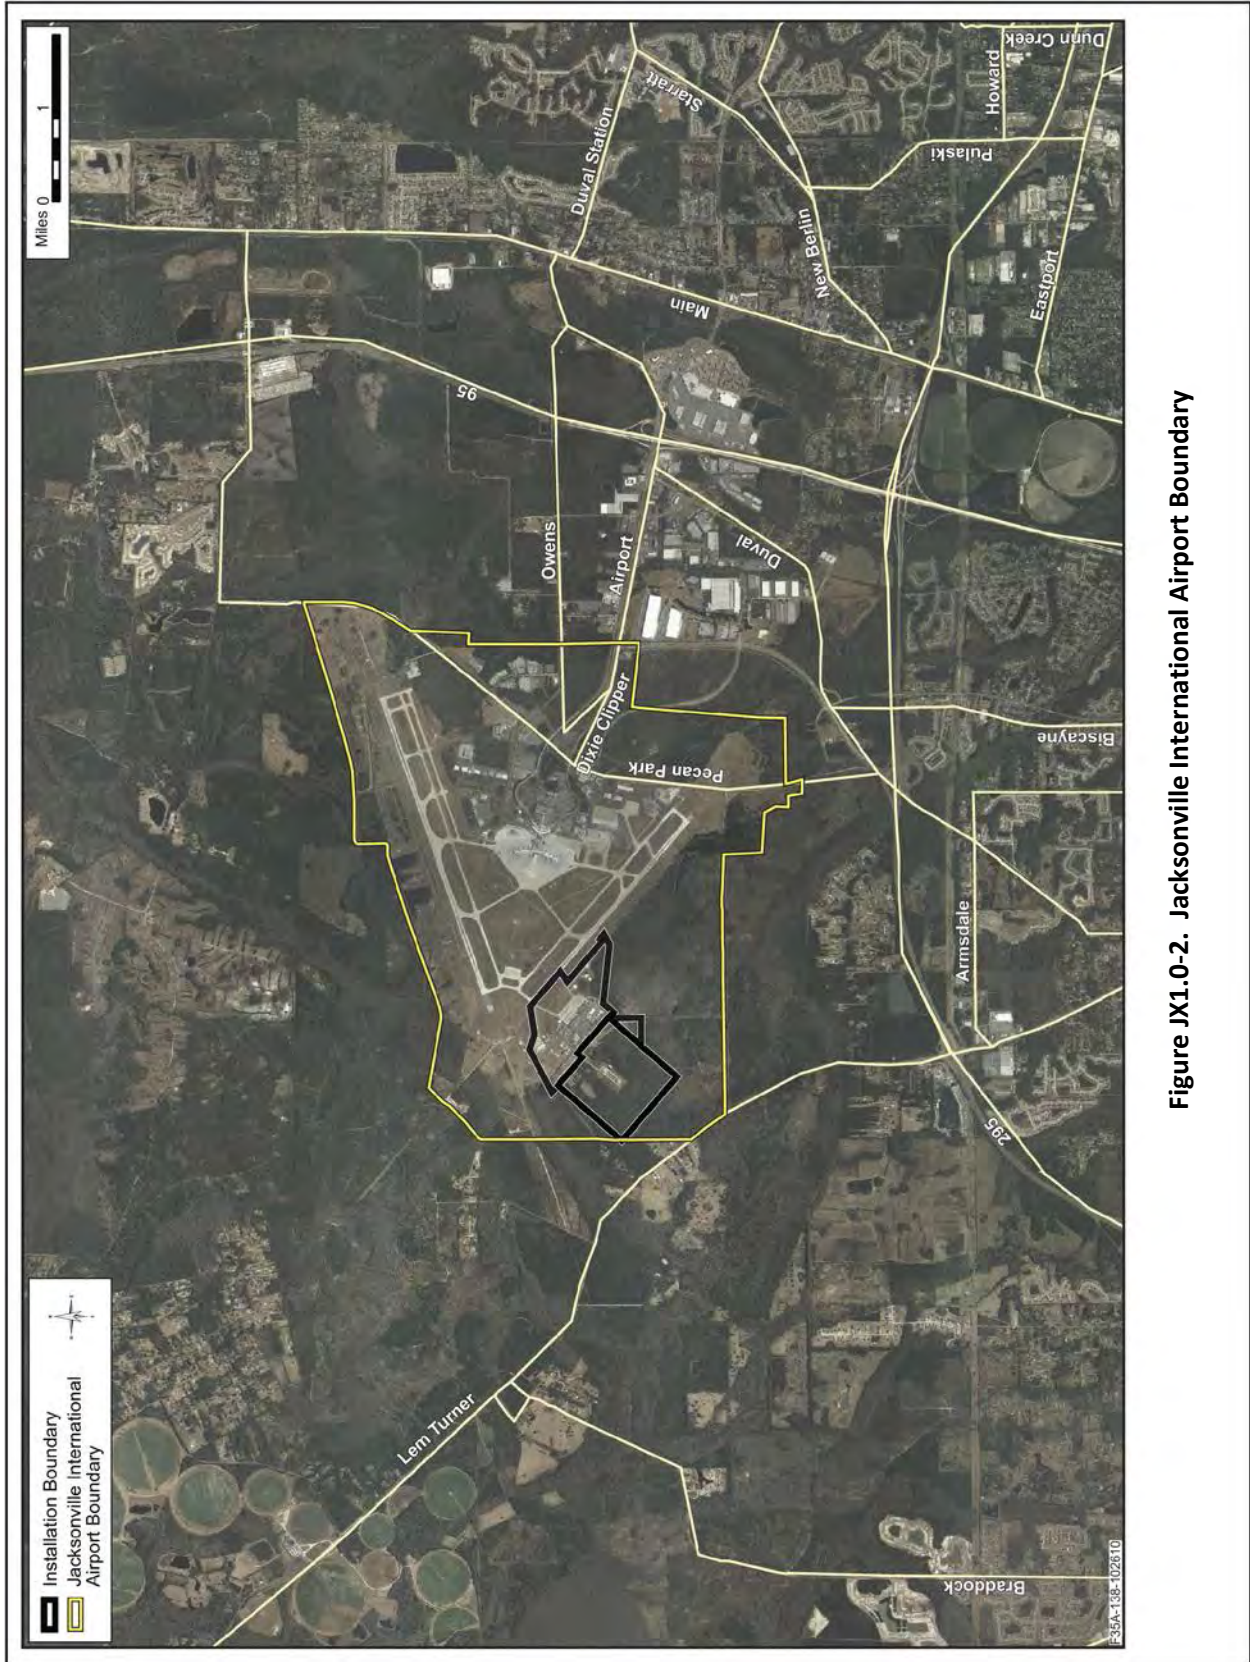 Installation Boundary
Jacksonville International
Airport Boundary
Miles 0
1
Lem Turner
Braddock
295
Armsdale
Biscayne
Pecan Park
Dixie Clipper
Airport
Owens
Duval
95
Main
Duval Station
Starratt
New Berlin
Pulaski
Howard
Dunn Creek
Eastport
F35A-138-102610
Figure JX1.0-2. Jacksonville International Airport Boundary